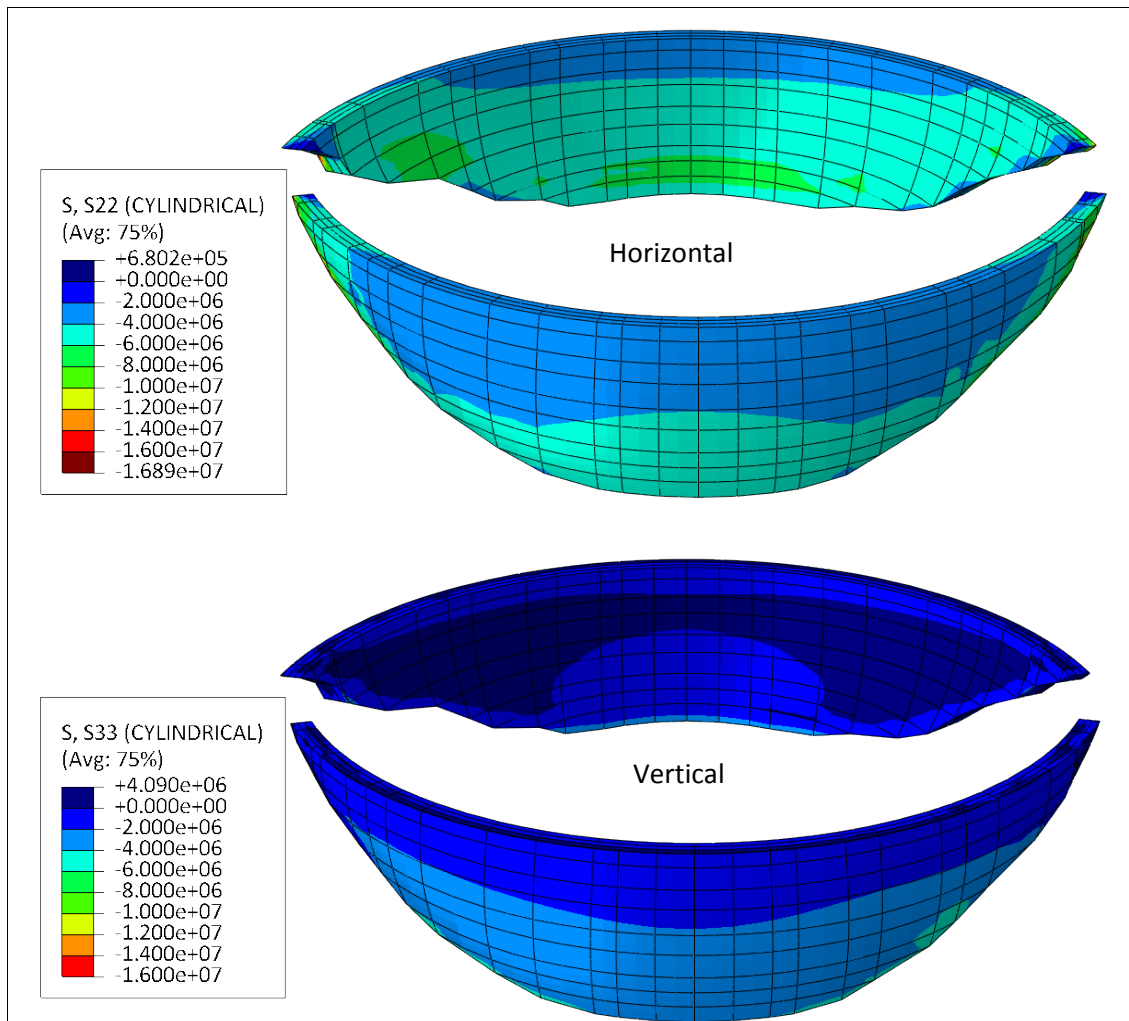 S, S22 (CYLINDRICAL)
(Avg: 75%)
+6.802e+05
+0.000e+00
-2.000e+06
-4.000e+06
-6.000e+06
-8.000e+06
-1.000e+07
-1.200e+07
-1.400e+07
-1.600e+07
-1.689e+07
Horizontal
S, S33 (CYLINDRICAL)
(Avg: 75%)
+4.090e+06
+0.000e+00
-2.000e+06
-4.000e+06
-6.000e+06
-8.000e+06
-1.000e+07
-1.200e+07
-1.400e+07
-1.600e+07
Vertical